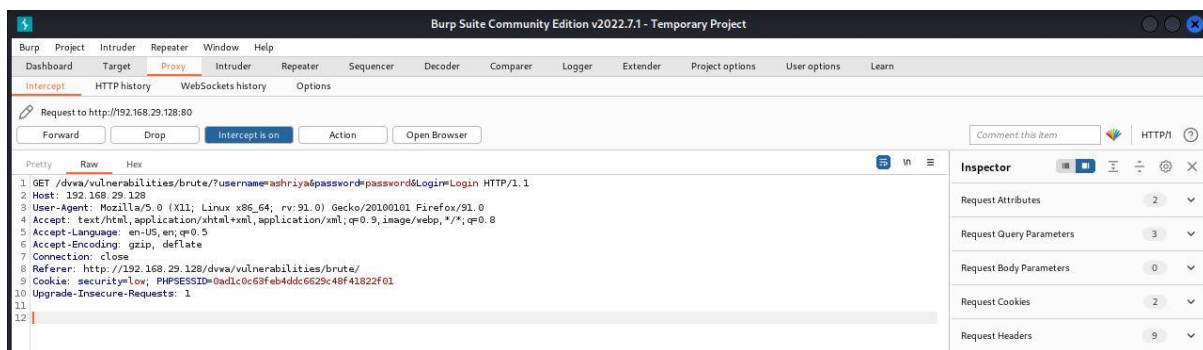 Burp Suite Community Edition v2022.7.1 - Temporary Project
Burp Project Intruder Repeater Window Help
Dashboard Target Proxy Intruder Repeater Sequencer Decoder Comparer Logger Extender Project options User options Learn
Intercept HTTP history WebSockets history Options
Request to http://192.168.29.128:80
Forward Drop Intercept is on Action Open Browser Comment this item HTTP/1 ?
Pretty Raw Hex \n Inspector
1 GET /dvwa/vulnerabilities/brute/?username=ashriya&password=password&Login=Login HTTP/1.1
2 Host: 192.168.29.128
3 User-Agent: Mozilla/5.0 (X11; Linux x86_64; rv:91.0) Gecko/20100101 Firefox/91.0
4 Accept: text/html,application/xhtml+xml,application/xml;q=0.9,image/webp,*/*;q=0.8
5 Accept-Language: en-US,en;q=0.5
6 Accept-Encoding: gzip, deflate
7 Connection: close
8 Referer: http://192.168.29.128/dvwa/vulnerabilities/brute/
9 Cookie: security=low; PHPSESSID=0ad1c0c63feb4ddc6629c48f41822f01
10 Upgrade-Insecure-Requests: 1
11
12
Request Attributes 2
Request Query Parameters 3
Request Body Parameters 0
Request Cookies 2
Request Headers 9